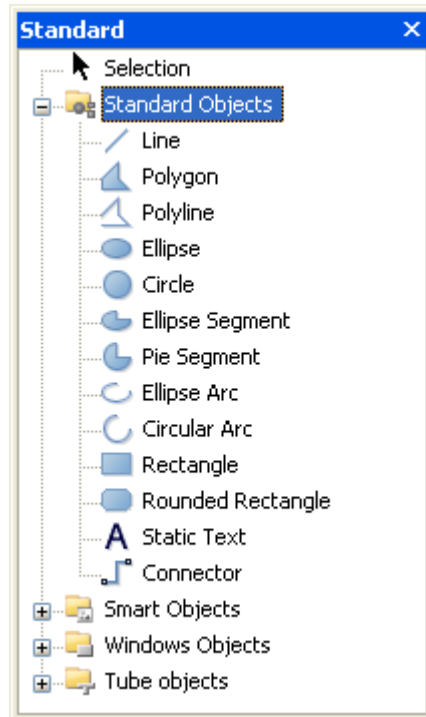 Standard
Selection
Standard Objects
Line
Polygon
Polyline
Ellipse
Circle
Ellipse Segment
Pie Segment
Ellipse Arc
Circular Arc
Rectangle
Rounded Rectangle
A Static Text
Connector
Smart Objects
Windows Objects
Tube objects